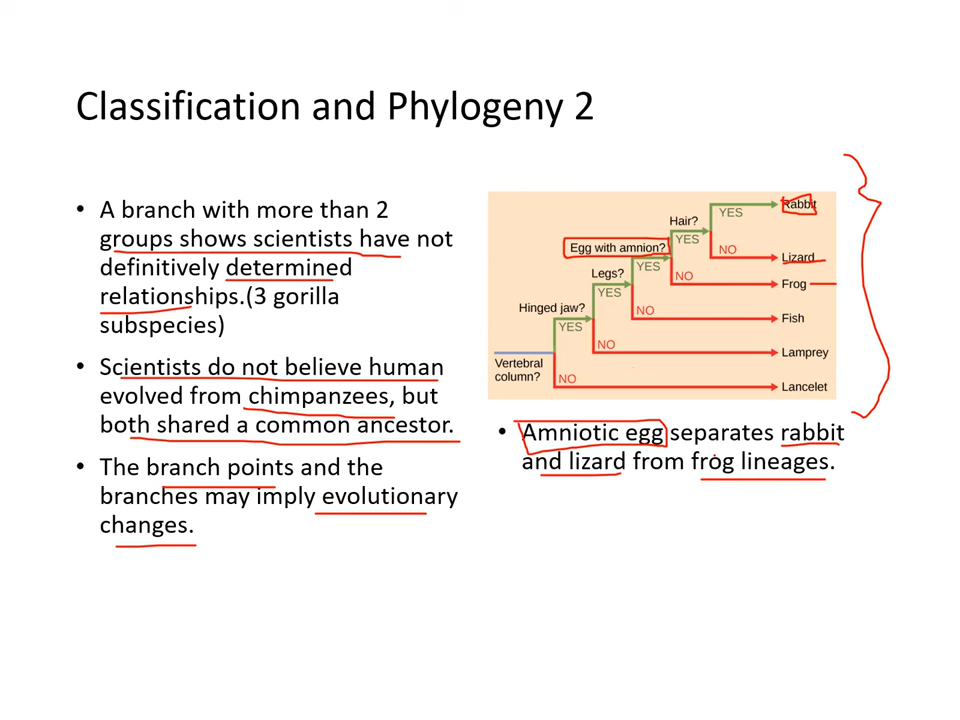 Classification and Phylogeny 2
• A branch with more than 2
groups shows scientists have not
definitively determined
relationships.(3 gorilla
subspecies)
• Scientists do not believe human
evolved from chimpanzees, but
both shared a common ancestor.
• The branch points and the
branches may imply evolutionary
changes.
Rabbit
YES
Hair?
YES
Egg with amnion?
NO
Lizard
YES
Legs?
NO
Frog
YES
Hinged jaw?
NO
Fish
YES
NO
Lamprey
Vertebral
column?
NO
Lancelet
• Amniotic egg separates rabbit
and lizard from frog lineages.